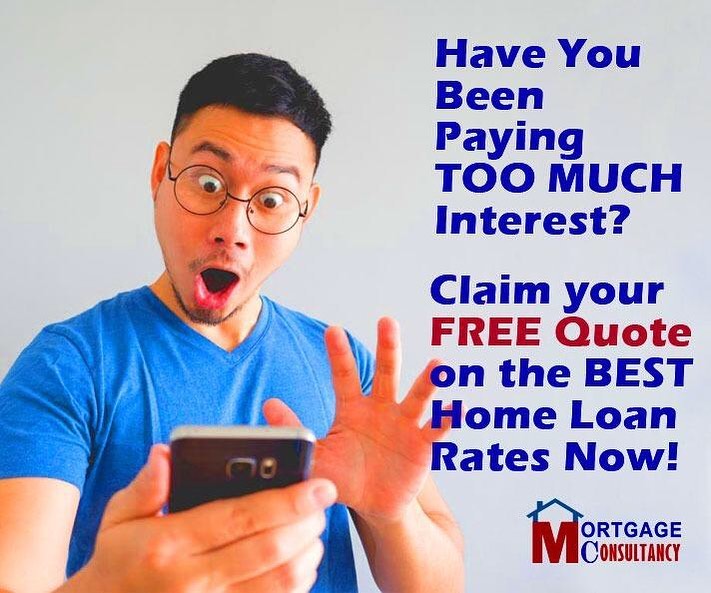 Have You
Been
Paying
TOO MUCH
Interest?
Claim your
FREE Quote
on the BEST
Home Loan
Rates Now!
MORTGAGE
CONSULTANCY